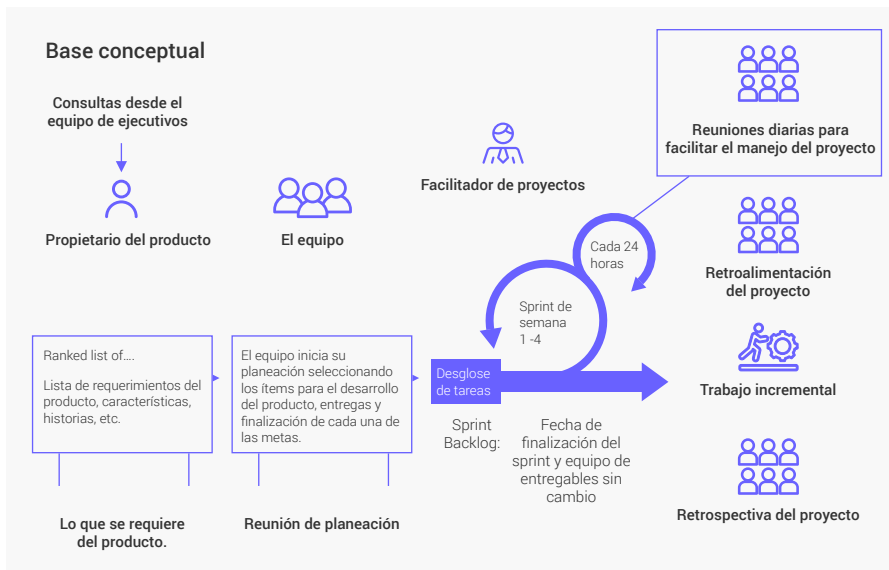 Base conceptual
Consultas desde el
equipo de ejecutivos
Propietario del producto
El equipo
Facilitador de proyectos
Reuniones diarias para
facilitar el manejo del proyecto
Cada 24
horas
Retroalimentación
del proyecto
Sprint de
semana
1 -4
Ranked list of....
Lista de requerimientos del
producto, características,
historias, etc.
El equipo inicia su
planeación seleccionando
los ítems para el desarrollo
del producto, entregas y
finalización de cada una de
las metas.
Desglose
de tareas
Trabajo incremental
Sprint
Backlog:
Fecha de
finalización del
sprint y equipo de
entregables sin
cambio
Lo que se requiere
del producto.
Reunión de planeación
Retrospectiva del proyecto